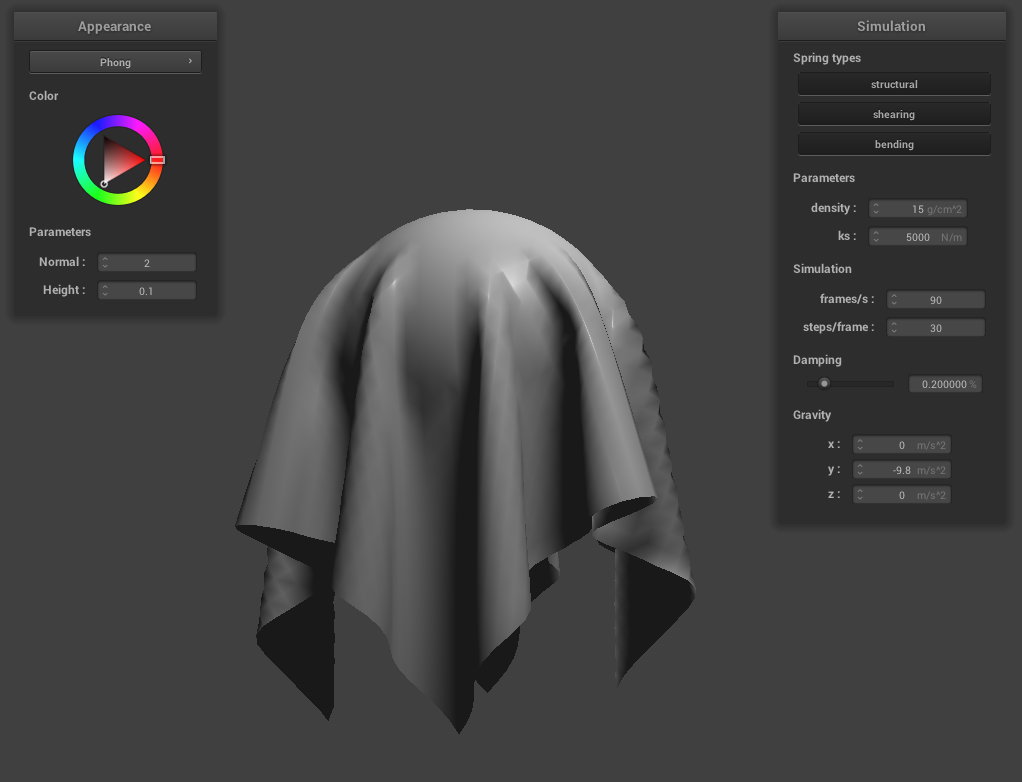 Appearance
Phong ›
Color
Parameters
Normal : 2
Height : 0.1
Simulation
Spring types
structural
shearing
bending
Parameters
density : 15 g/cm^2
ks : 5000 N/m
Simulation
frames/s : 90
steps/frame : 30
Damping
0.200000 %
Gravity
x : 0 m/s^2
y : -9.8 m/s^2
z : 0 m/s^2